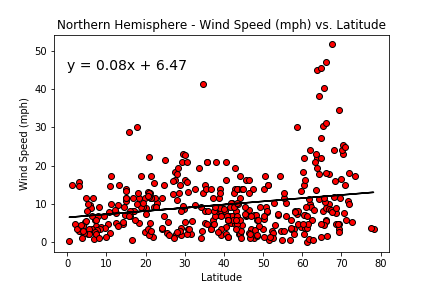 Northern Hemisphere - Wind Speed (mph) vs. Latitude
y = 0.08x + 6.47
Wind Speed (mph)
50
40
30
20
10
0
0 10 20 30 40 50 60 70 80
Latitude